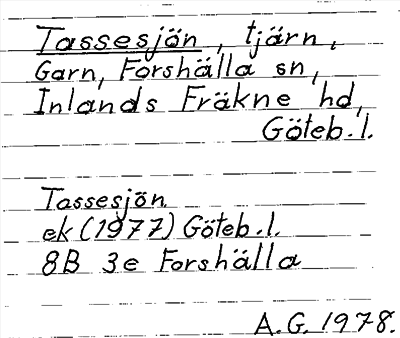 Tassesjön, tjärn,
Garn, Forshälla sn,
Inlands Fräkne hd,
Göteb.l.
Tassesjön
ek (1977) Göteb.l.
8B 3e Forshälla
A.G. 1978.